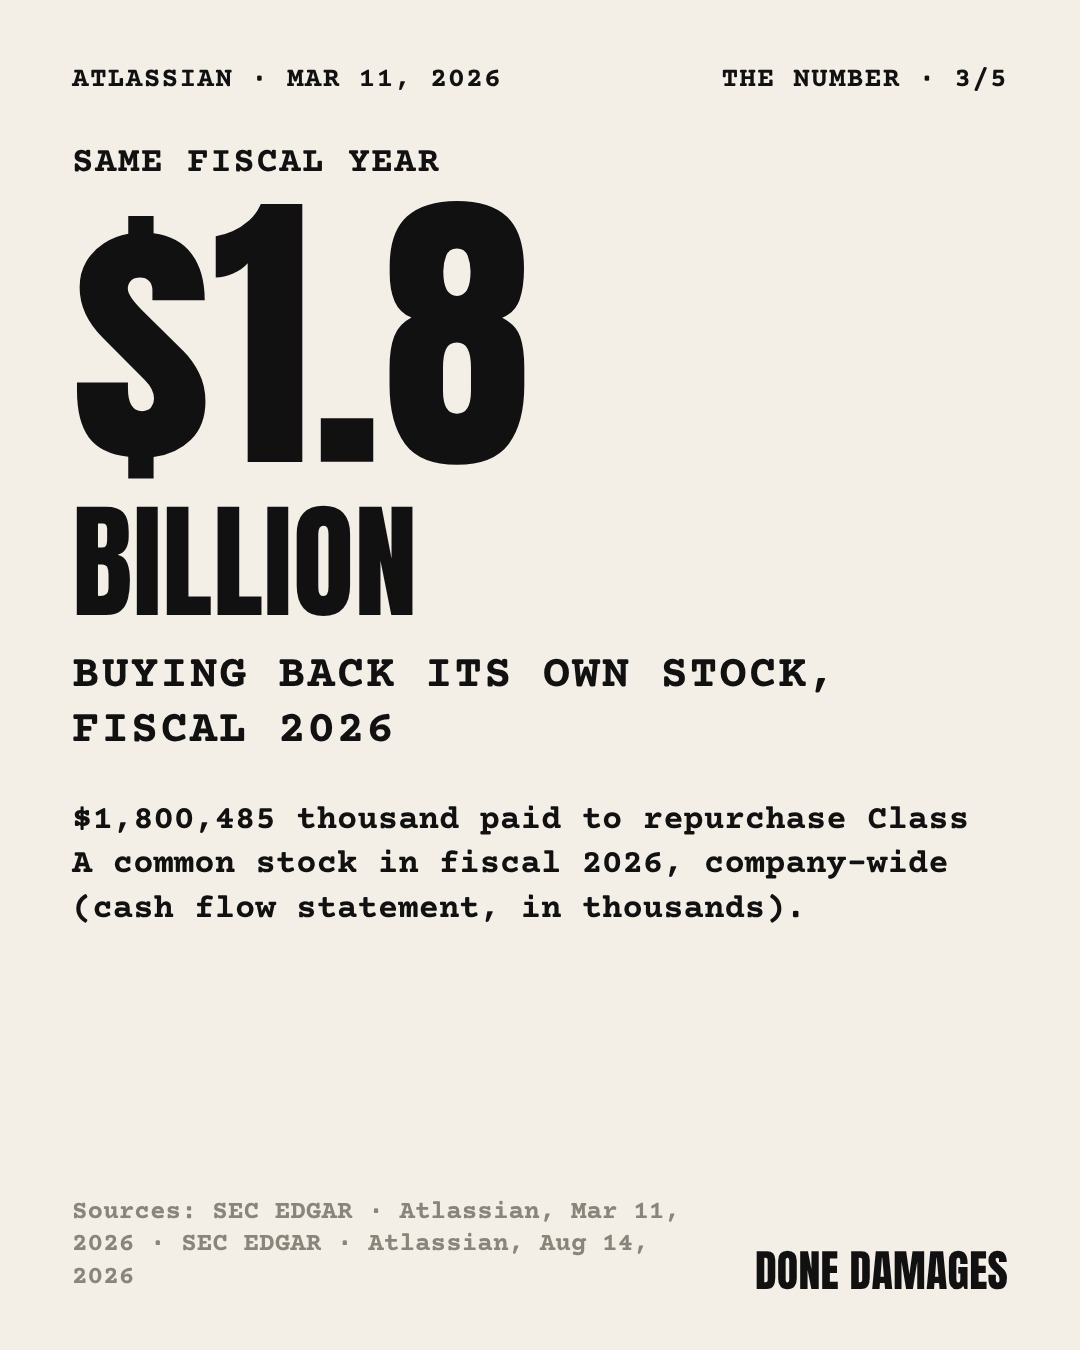 ATLASSIAN · MAR 11, 2026
THE NUMBER · 3/5
SAME FISCAL YEAR
$1.8
BILLION
BUYING BACK ITS OWN STOCK,
FISCAL 2026
$1,800,485 thousand paid to repurchase Class
A common stock in fiscal 2026, company-wide
(cash flow statement, in thousands).
Sources: SEC EDGAR · Atlassian, Mar 11,
2026 · SEC EDGAR · Atlassian, Aug 14,
2026
DONE DAMAGES